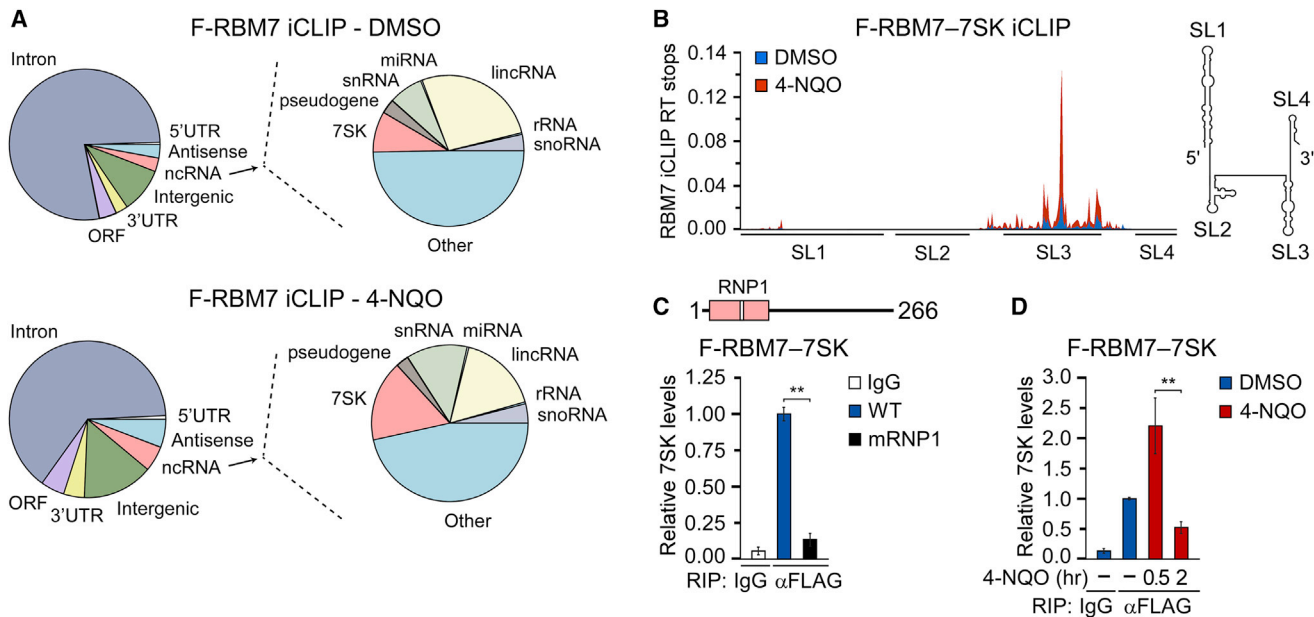 A
F-RBM7 iCLIP - DMSO
Intron
5'UTR
Antisense
ncRNA
Intergenic
3'UTR
ORF
miRNA
snRNA
lincRNA
pseudogene
7SK
rRNA
snoRNA
Other
F-RBM7 iCLIP - 4-NQO
Intron
5'UTR
Antisense
ncRNA
ORF
3'UTR
Intergenic
snRNA
miRNA
pseudogene
lincRNA
7SK
rRNA
snoRNA
Other
B
F-RBM7–7SK iCLIP
RBM7 iCLIP RT stops
0.14
0.12
0.08
0.04
0.00
DMSO
4-NQO
SL1
SL2
SL3
SL4
SL1
SL4
5'
3'
SL2
SL3
C
RNP1
1
266
F-RBM7–7SK
Relative 7SK levels
1.25
1.00
0.75
0.50
0.25
0.00
**
IgG
WT
mRNP1
RIP: IgG αFLAG
D
F-RBM7–7SK
Relative 7SK levels
3.0
2.5
2.0
1.5
1.0
0.5
0.0
**
DMSO
4-NQO
4-NQO (hr) – – 0.5 2
RIP: IgG αFLAG